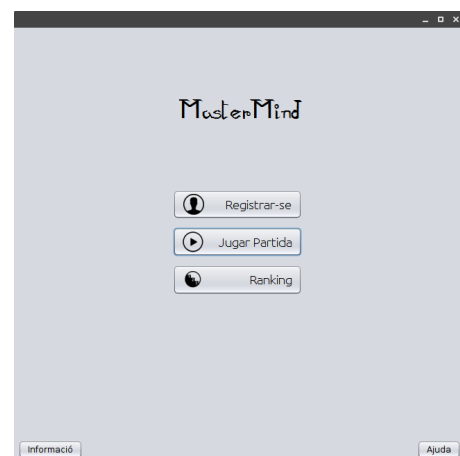 MasterMind
Registrar-se
Jugar Partida
Ranking
Informació
Ajuda